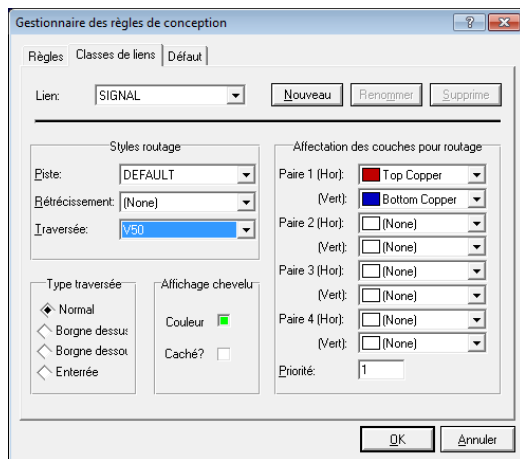 Gestionnaire des règles de conception
Règles Classes de liens Défaut
Lien: SIGNAL Nouveau Renommer Supprime
Styles routage
Piste: DEFAULT
Rétrécissement: (None)
Traversée: V50
Type traversée
Normal
Borgne dessus
Borgne dessou
Enterrée
Affichage chevelu
Couleur
Caché?
Affectation des couches pour routage
Paire 1 (Hor): Top Copper
(Vert): Bottom Copper
Paire 2 (Hor): (None)
(Vert): (None)
Paire 3 (Hor): (None)
(Vert): (None)
Paire 4 (Hor): (None)
(Vert): (None)
Priorité: 1
OK Annuler